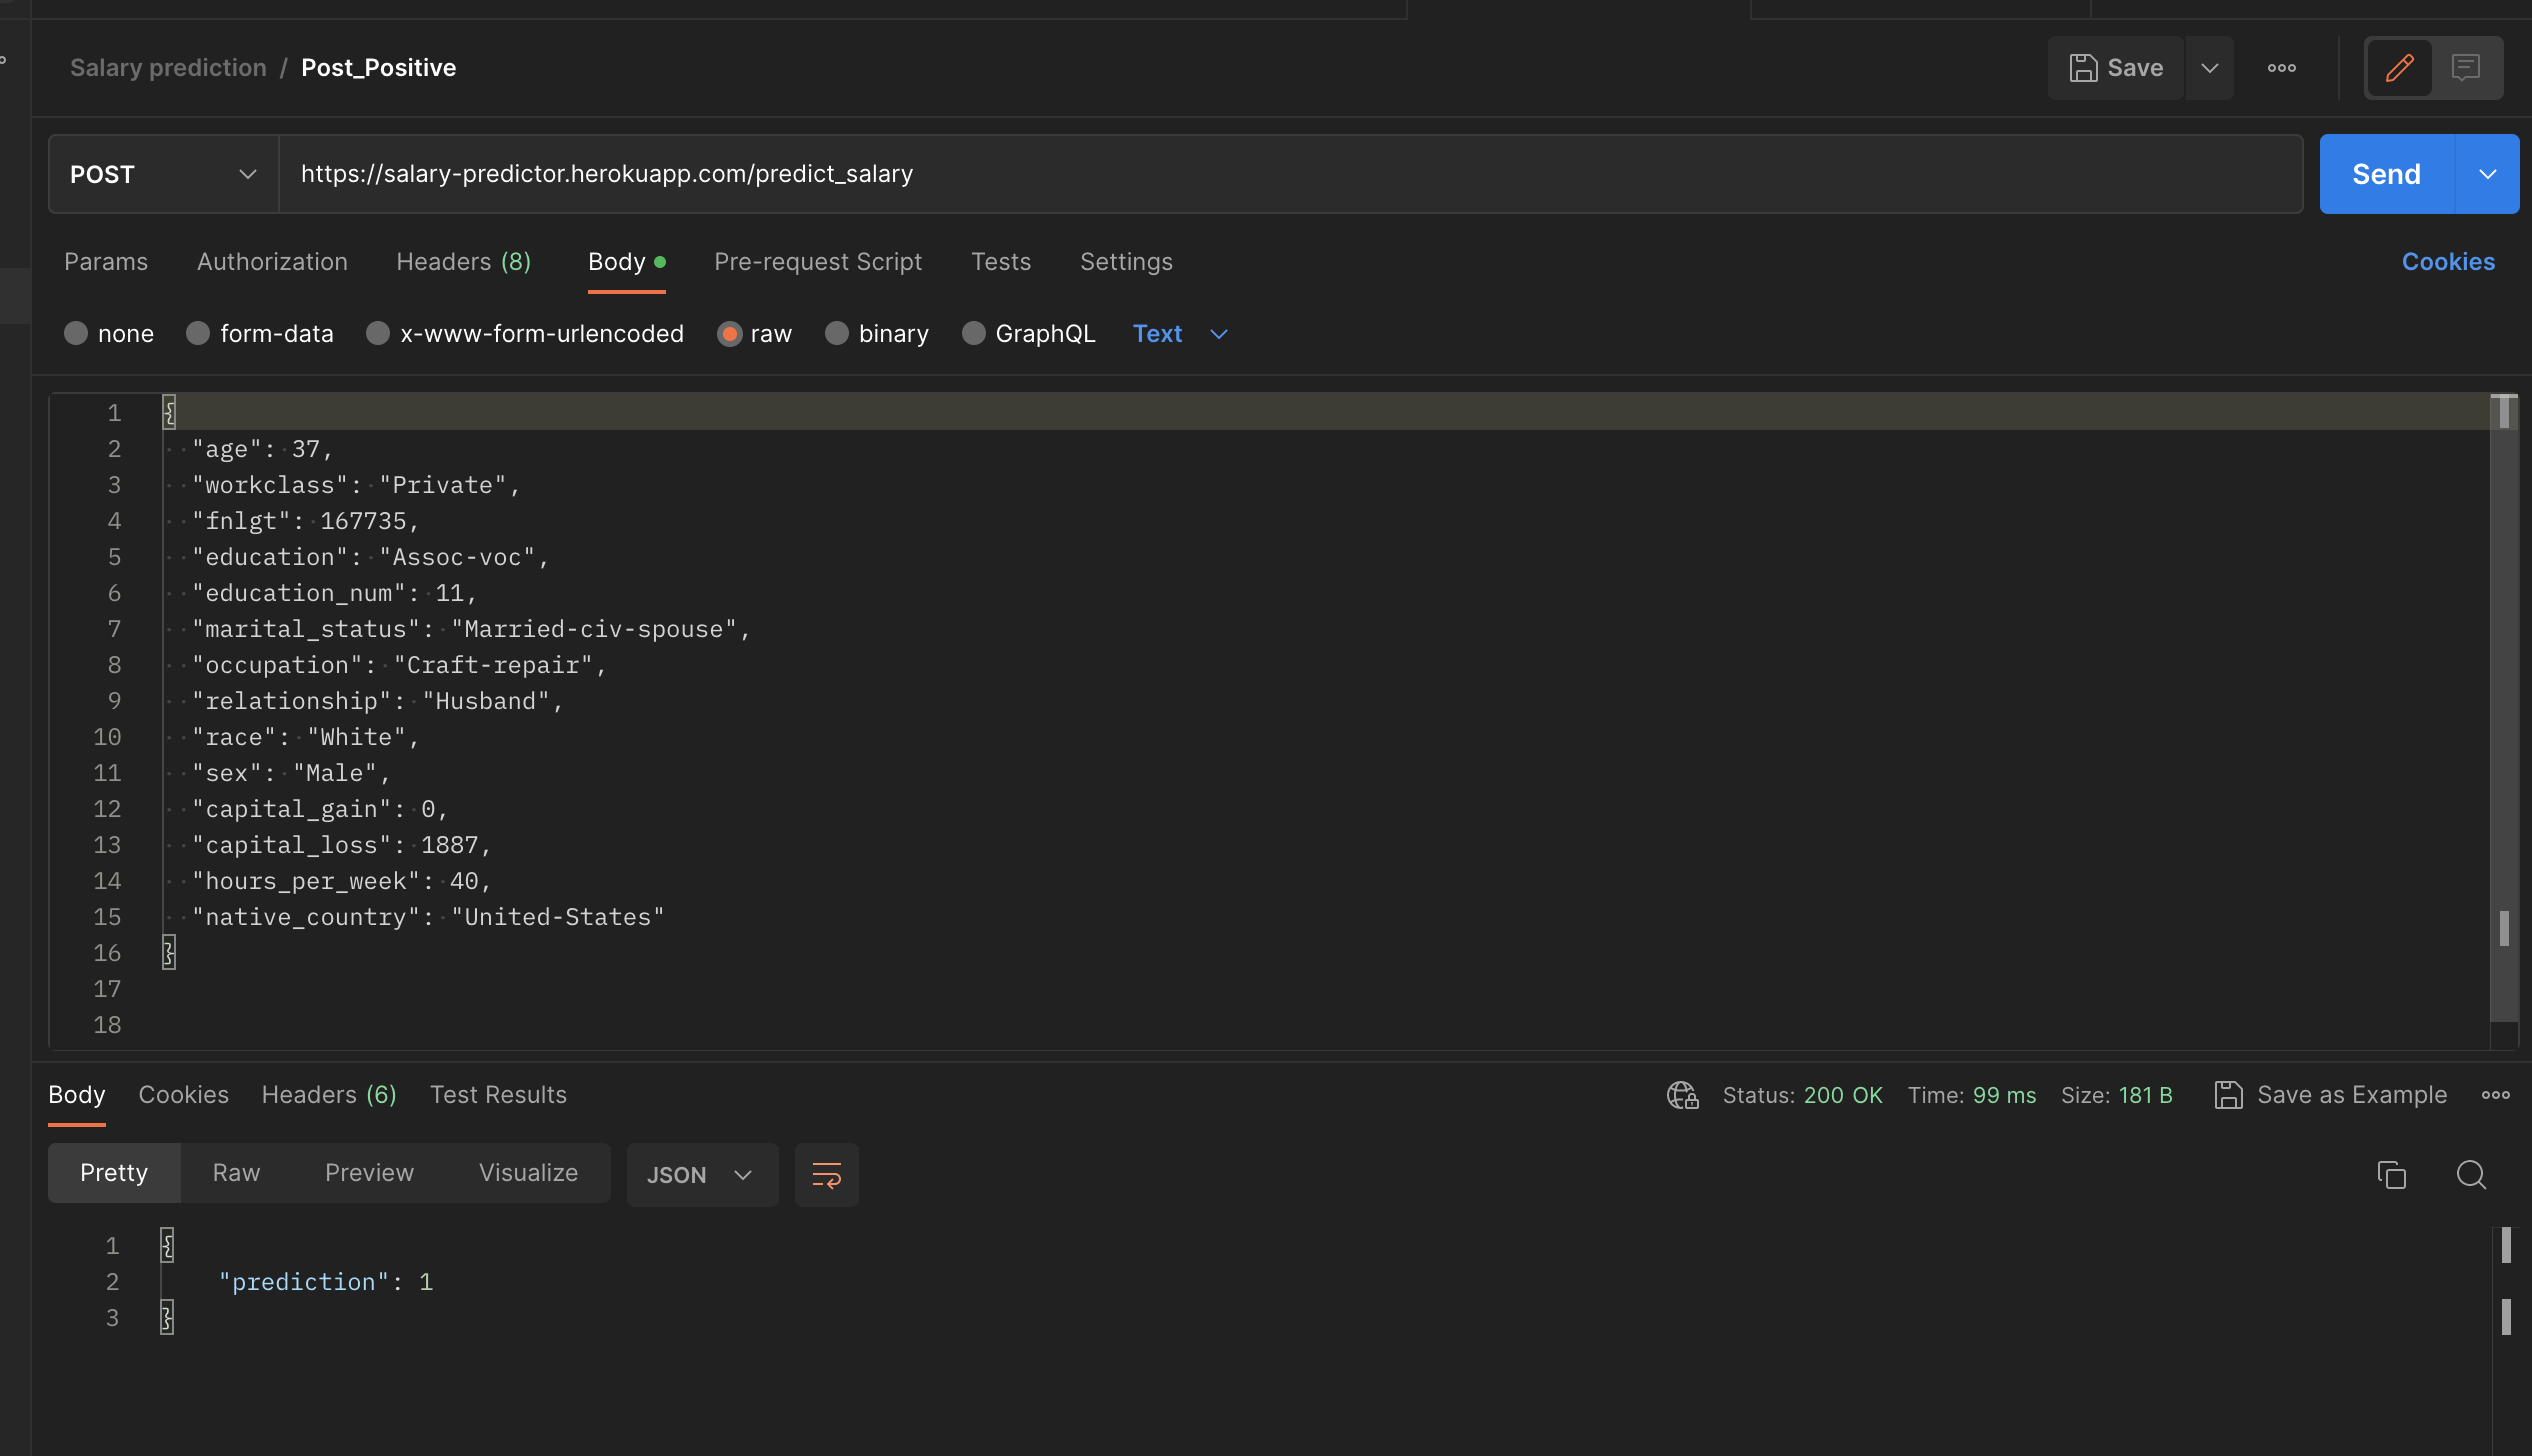 Salary prediction / Post_Positive
Save
POST https://salary-predictor.herokuapp.com/predict_salary Send
Params Authorization Headers (8) Body Pre-request Script Tests Settings Cookies
none form-data x-www-form-urlencoded raw binary GraphQL Text
1 {
2 "age": 37,
3 "workclass": "Private",
4 "fnlgt": 167735,
5 "education": "Assoc-voc",
6 "education_num": 11,
7 "marital_status": "Married-civ-spouse",
8 "occupation": "Craft-repair",
9 "relationship": "Husband",
10 "race": "White",
11 "sex": "Male",
12 "capital_gain": 0,
13 "capital_loss": 1887,
14 "hours_per_week": 40,
15 "native_country": "United-States"
16 }
17
18
Body Cookies Headers (6) Test Results Status: 200 OK Time: 99 ms Size: 181 B Save as Example
Pretty Raw Preview Visualize JSON
1 {
2 "prediction": 1
3 }